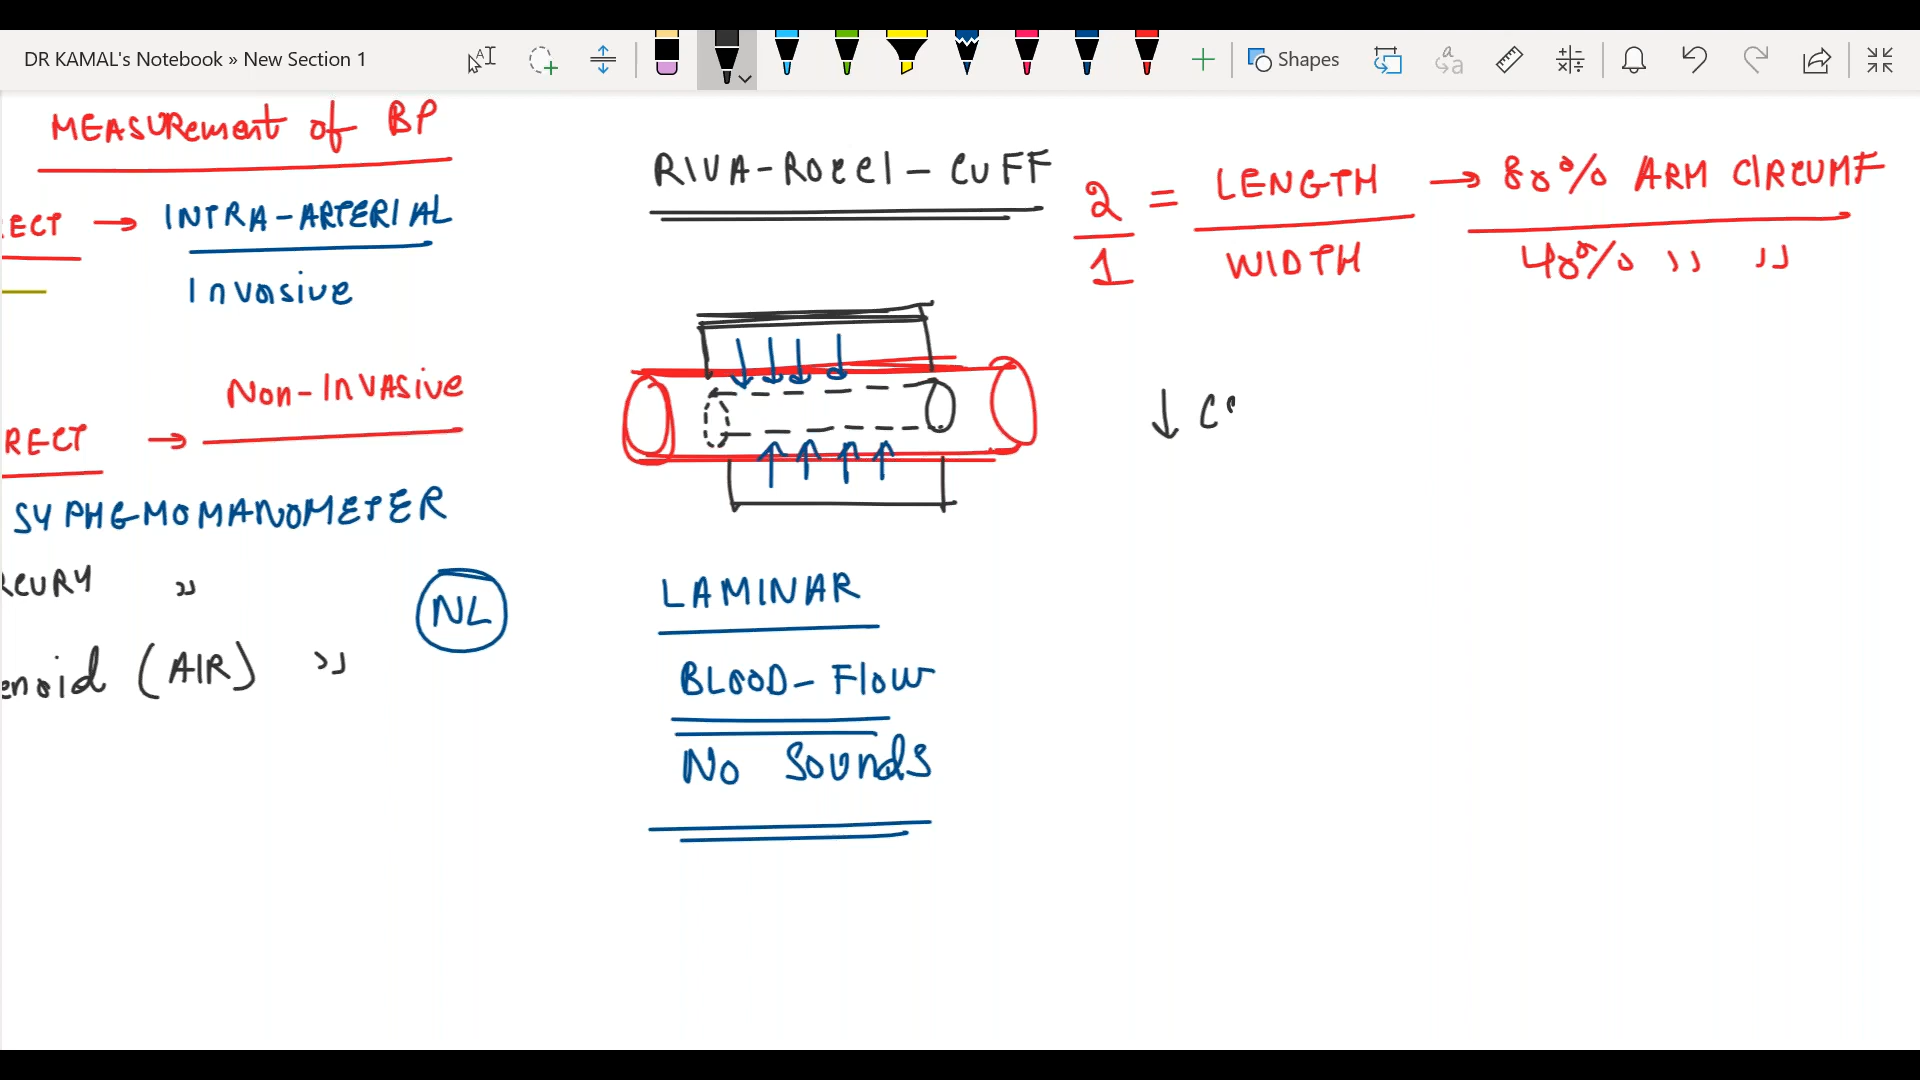 DR KAMAL's Notebook » New Section 1
Shapes
MEASURement of BP
ECT → INTRA-ARTERIAL
Invasive
Non-INVASive
RECT →
SYPHGMOMANOMETER
RCURY "
enoid (AIR) "
NL
RIVA-Rocci-CUFF
2/1 = LENGTH/WIDTH → 80% ARM CIRCUMF
40% " "
↓ C
LAMINAR
BLOOD-Flow
No Sounds